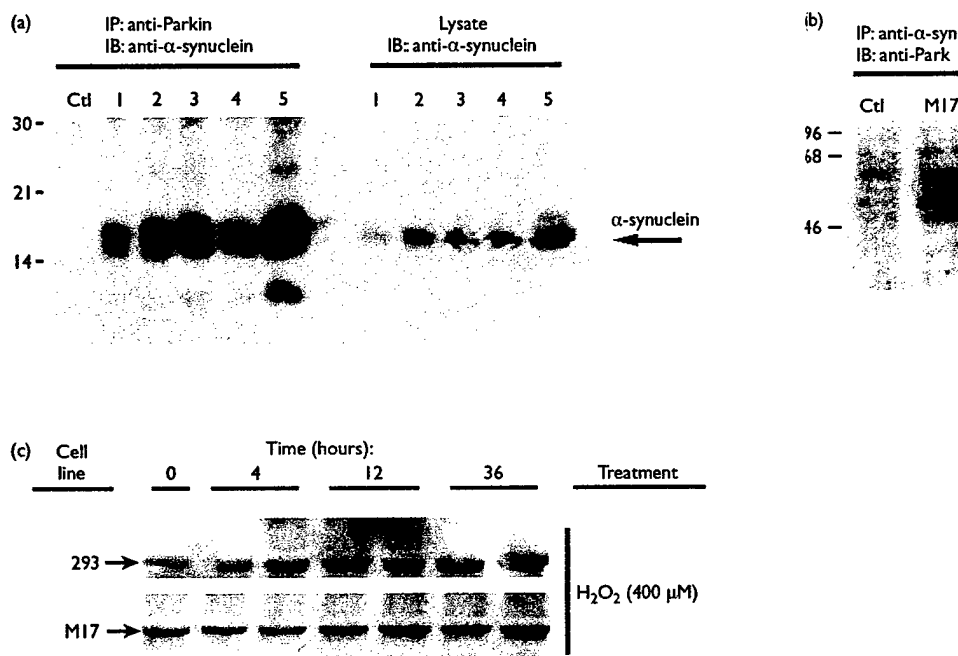 (a)
IP: anti-Parkin
IB: anti-α-synuclein
Lysate
IB: anti-α-synuclein
Ctl 1 2 3 4 5
1 2 3 4 5
30
21
14
α-synuclein
(b)
IP: anti-α-syn
IB: anti-Park
Ctl M17
96
68
46
(c)
Cell
line
Time (hours):
0 4 12 36
Treatment
293
M17
H₂O₂ (400 μM)